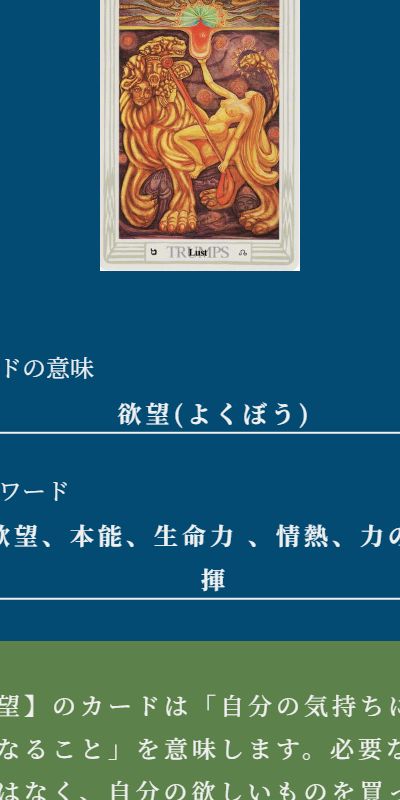 TRUMPS
Lust
ドの意味
欲望(よくぼう)
ワード
欲望、本能、生命力 、情熱、力の
揮
望】のカードは「自分の気持ちに
なること」を意味します。必要な
はなく、自分の欲しいものを買っ